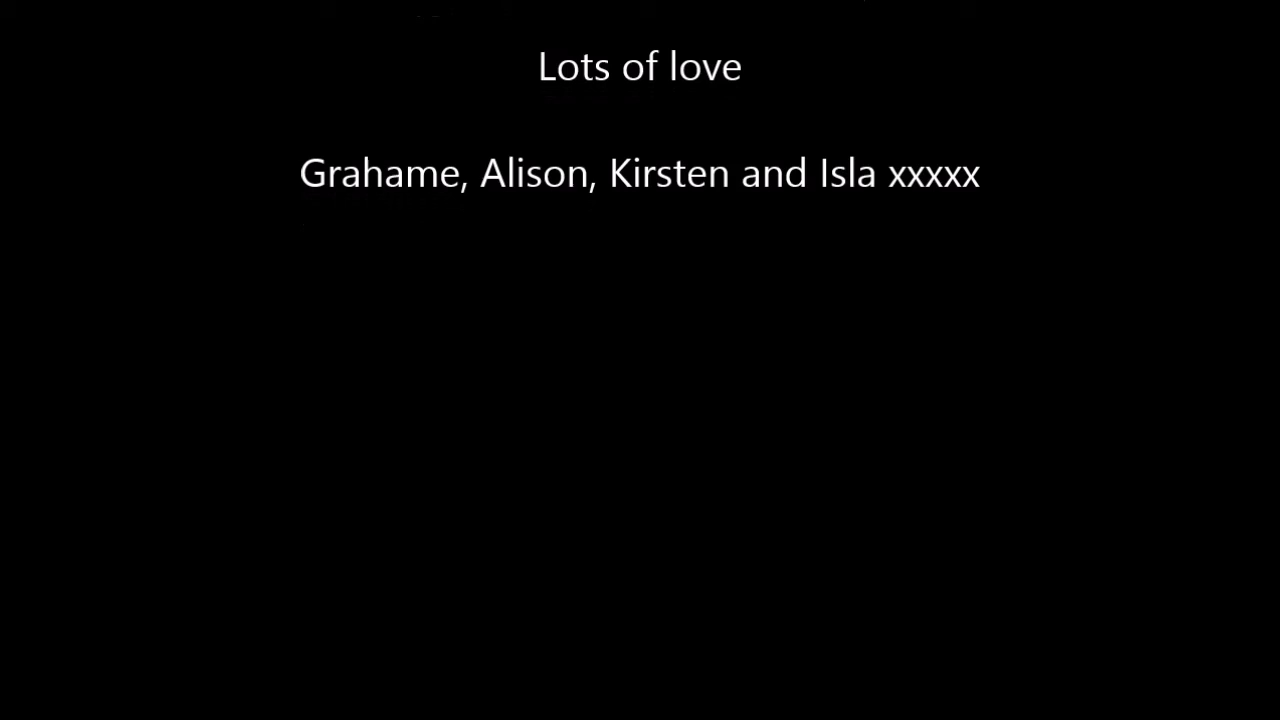 Lots of love
Grahame, Alison, Kirsten and Isla xxxxx